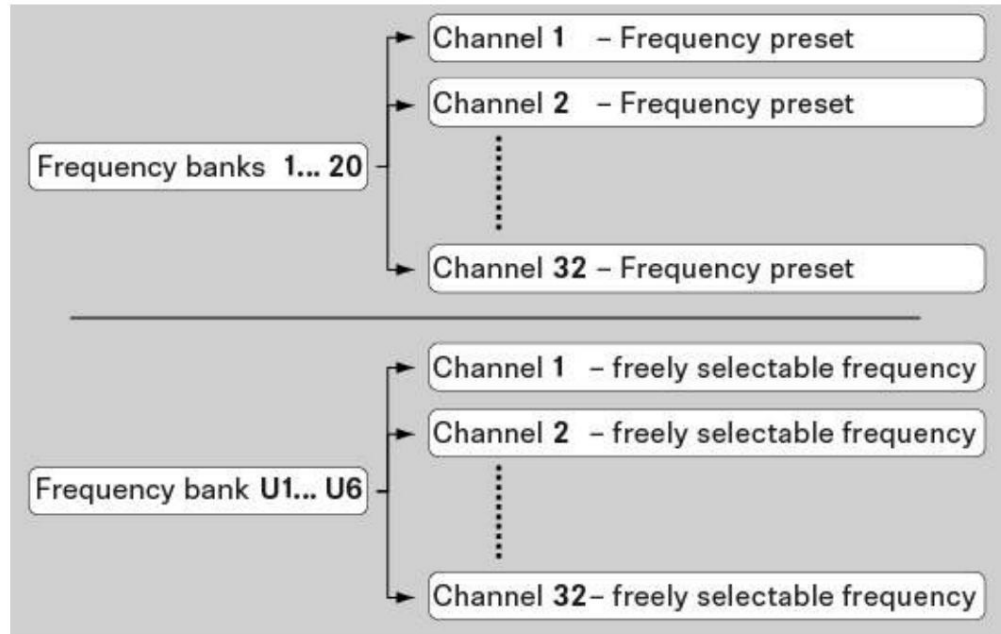 Channel 1 – Frequency preset
Channel 2 – Frequency preset
Frequency banks 1... 20
Channel 32 – Frequency preset
Channel 1 – freely selectable frequency
Channel 2 – freely selectable frequency
Frequency bank U1... U6
Channel 32– freely selectable frequency